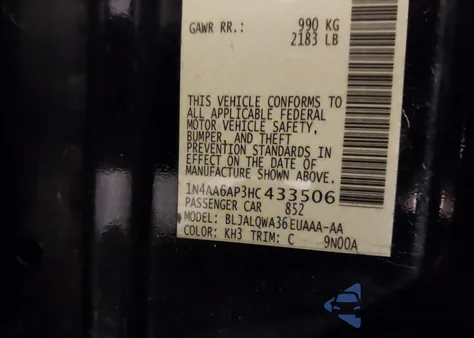 GAWR RR.: 990 KG
2183 LB
THIS VEHICLE CONFORMS TO
ALL APPLICABLE FEDERAL
MOTOR VEHICLE SAFETY,
BUMPER, AND THEFT
PREVENTION STANDARDS IN
EFFECT ON THE DATE OF
MANUFACTURE SHOWN ABOVE.
1N4AA6AP3HC433506
PASSENGER CAR 852
MODEL: BLJALQWA36EUAAA-AA
COLOR: KH3 TRIM: C 9N00A